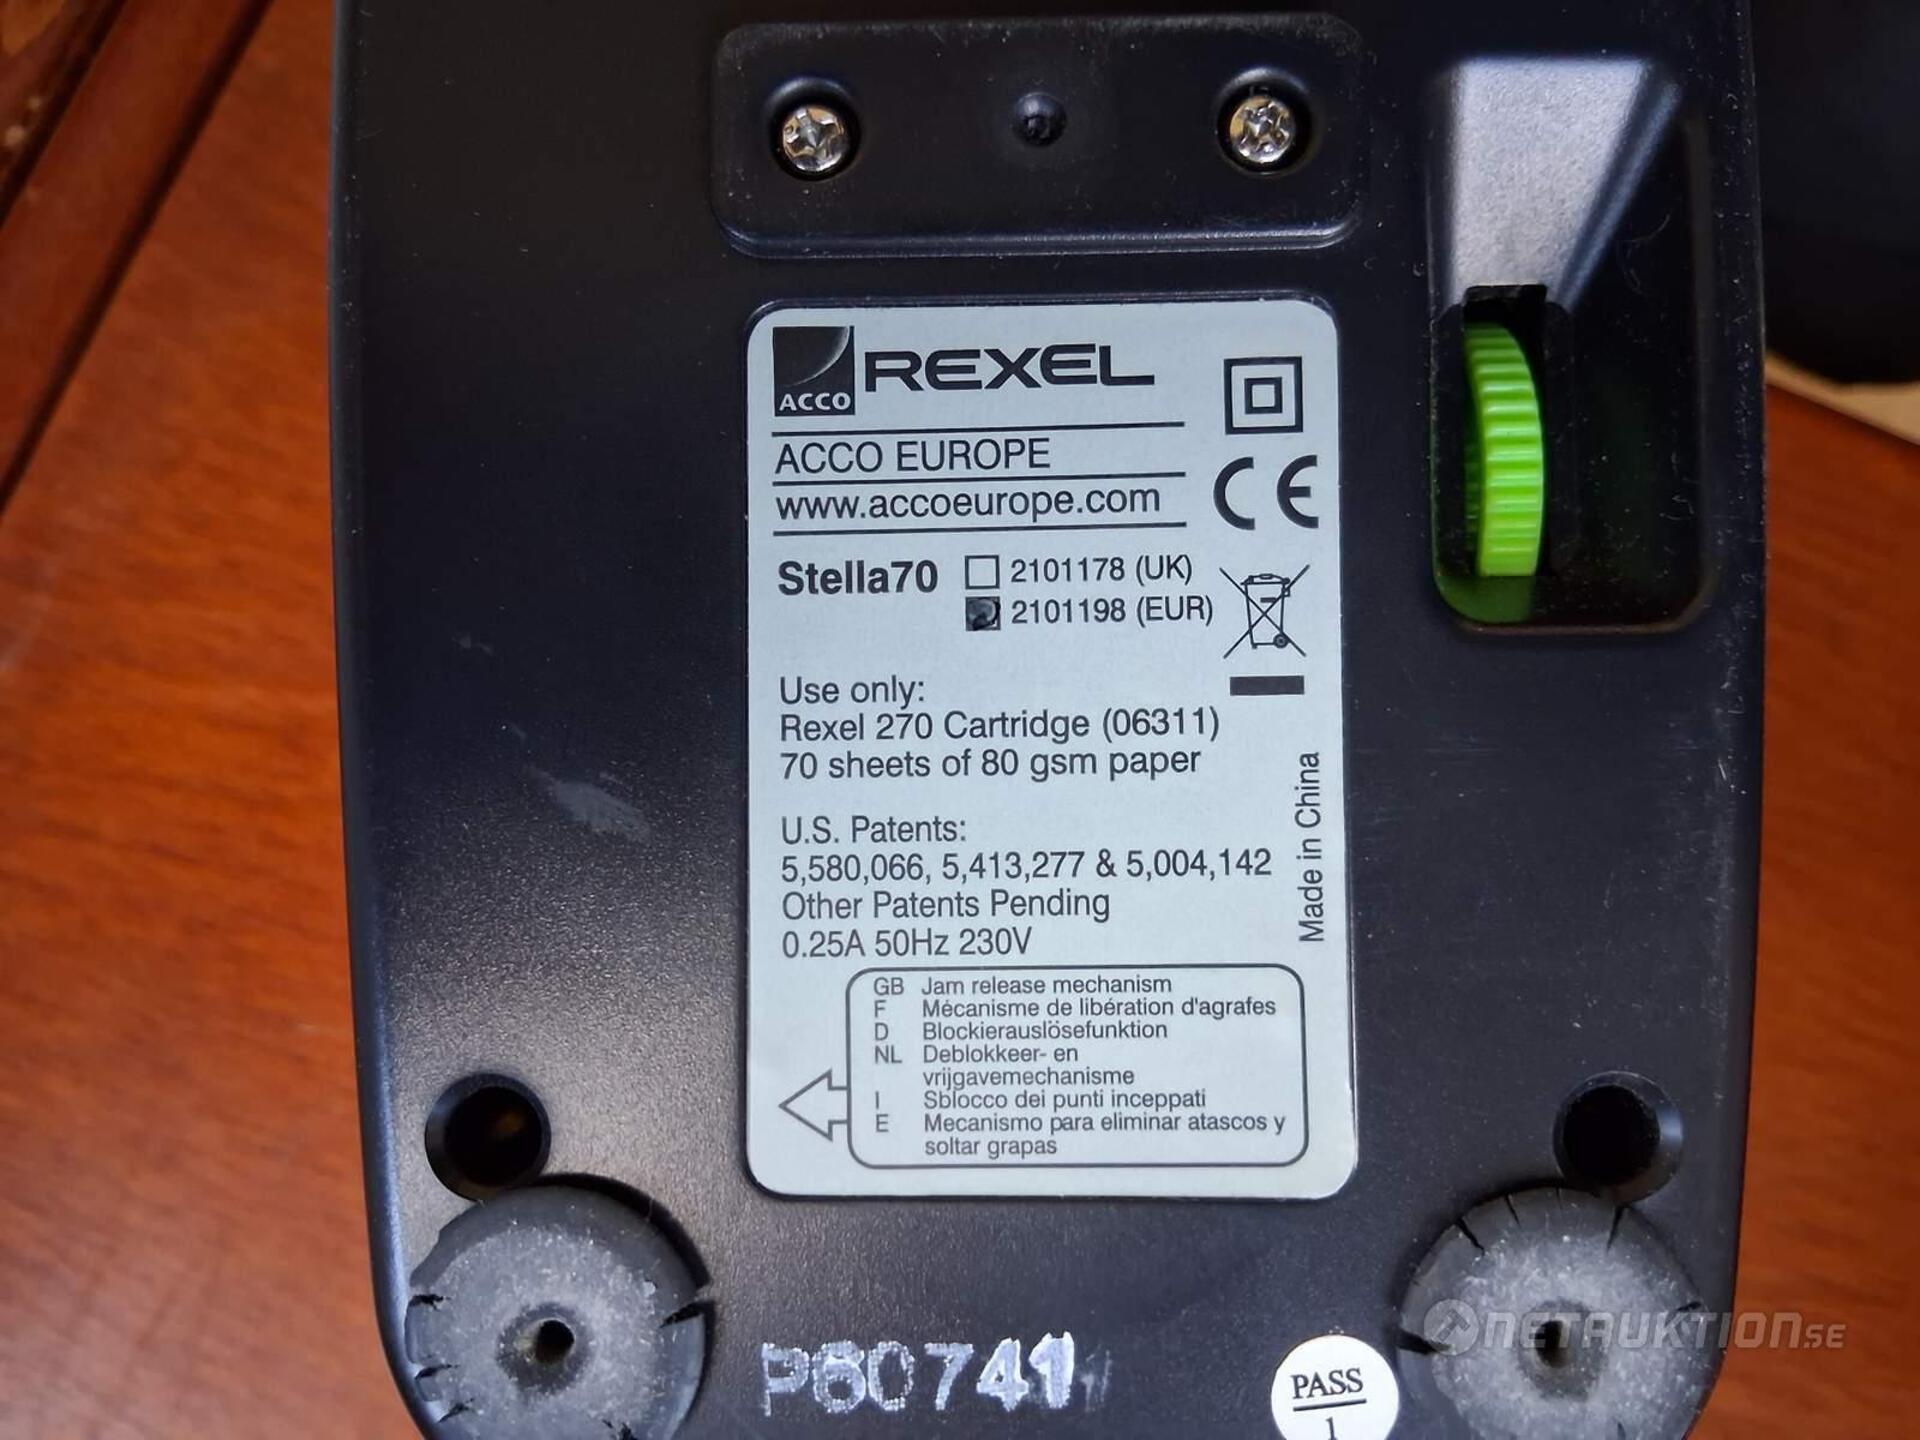 ACCO REXEL
ACCO EUROPE
www.accoeurope.com
CE
Stella70 2101178 (UK)
2101198 (EUR)
Use only:
Rexel 270 Cartridge (06311)
70 sheets of 80 gsm paper
Made in China
U.S. Patents:
5,580,066, 5,413,277 & 5,004,142
Other Patents Pending
0.25A 50Hz 230V
GB Jam release mechanism
F Mécanisme de libération d'agrafes
D Blockierauslösefunktion
NL Deblokkeer- en
vrijgavemechanisme
I Sblocco dei punti inceppati
E Mecanismo para eliminar atascos y
soltar grapas
P60741
PASS
1
NETRUKTION.SE